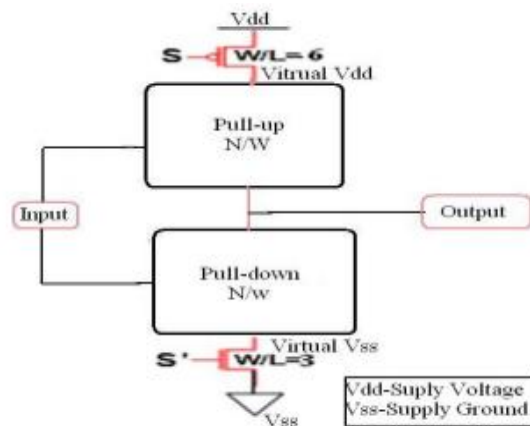 Vdd
S
W/L=6
Vitrual Vdd
Pull-up
N/W
Input
Output
Pull-down
N/w
Virtual Vss
S'
W/L=3
Vss
Vdd-Suply Voltage
Vss-Supply Ground